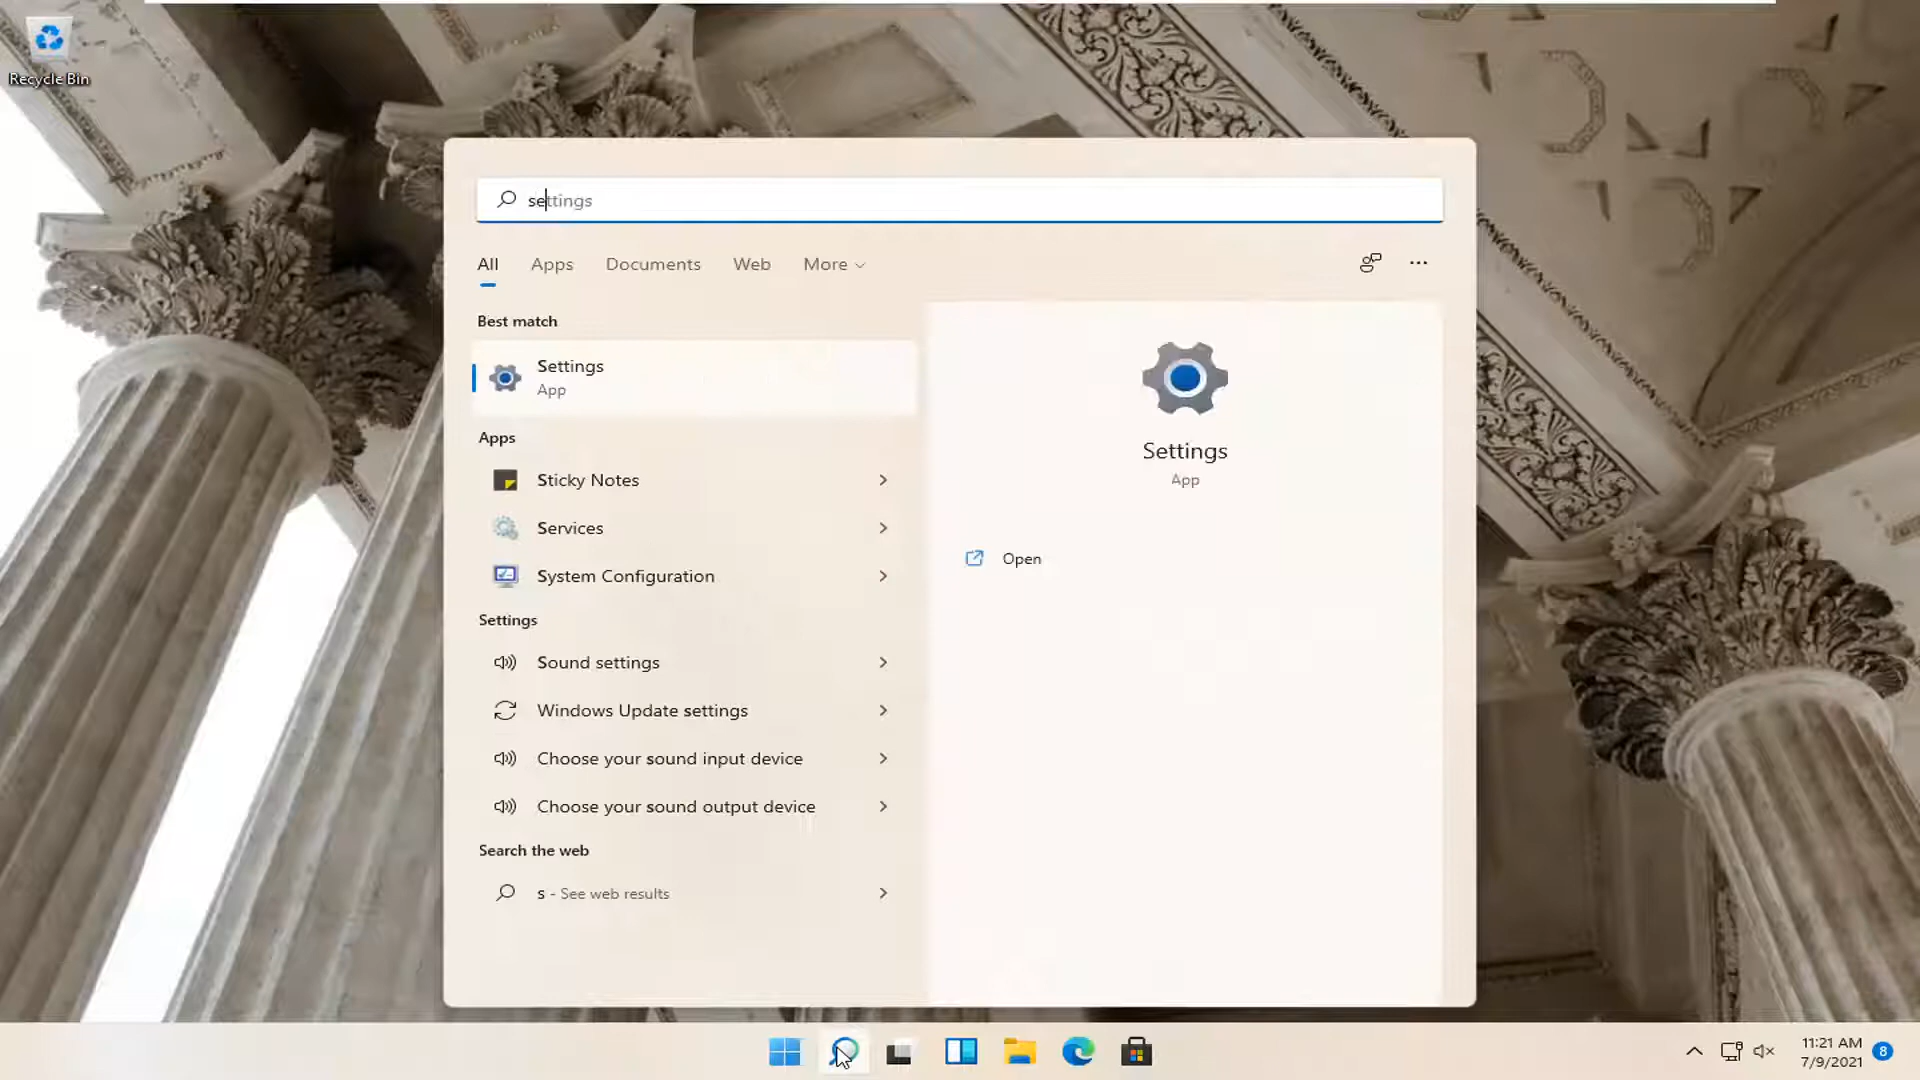 Recycle Bin
settings
All Apps Documents Web More
Best match
Settings
App
Apps
Sticky Notes
Services
System Configuration
Settings
Sound settings
Windows Update settings
Choose your sound input device
Choose your sound output device
Search the web
s - See web results
Settings
App
Open
11:21 AM
7/9/2021
8